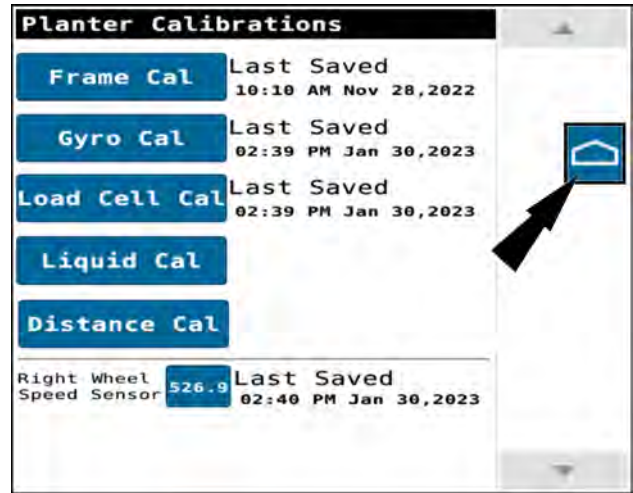 Planter Calibrations
Frame Cal
Last Saved
10:10 AM Nov 28,2022
Gyro Cal
Last Saved
02:39 PM Jan 30,2023
Load Cell Cal
Last Saved
02:39 PM Jan 30,2023
Liquid Cal
Distance Cal
Right Wheel
Speed Sensor
526.9
Last Saved
02:40 PM Jan 30,2023